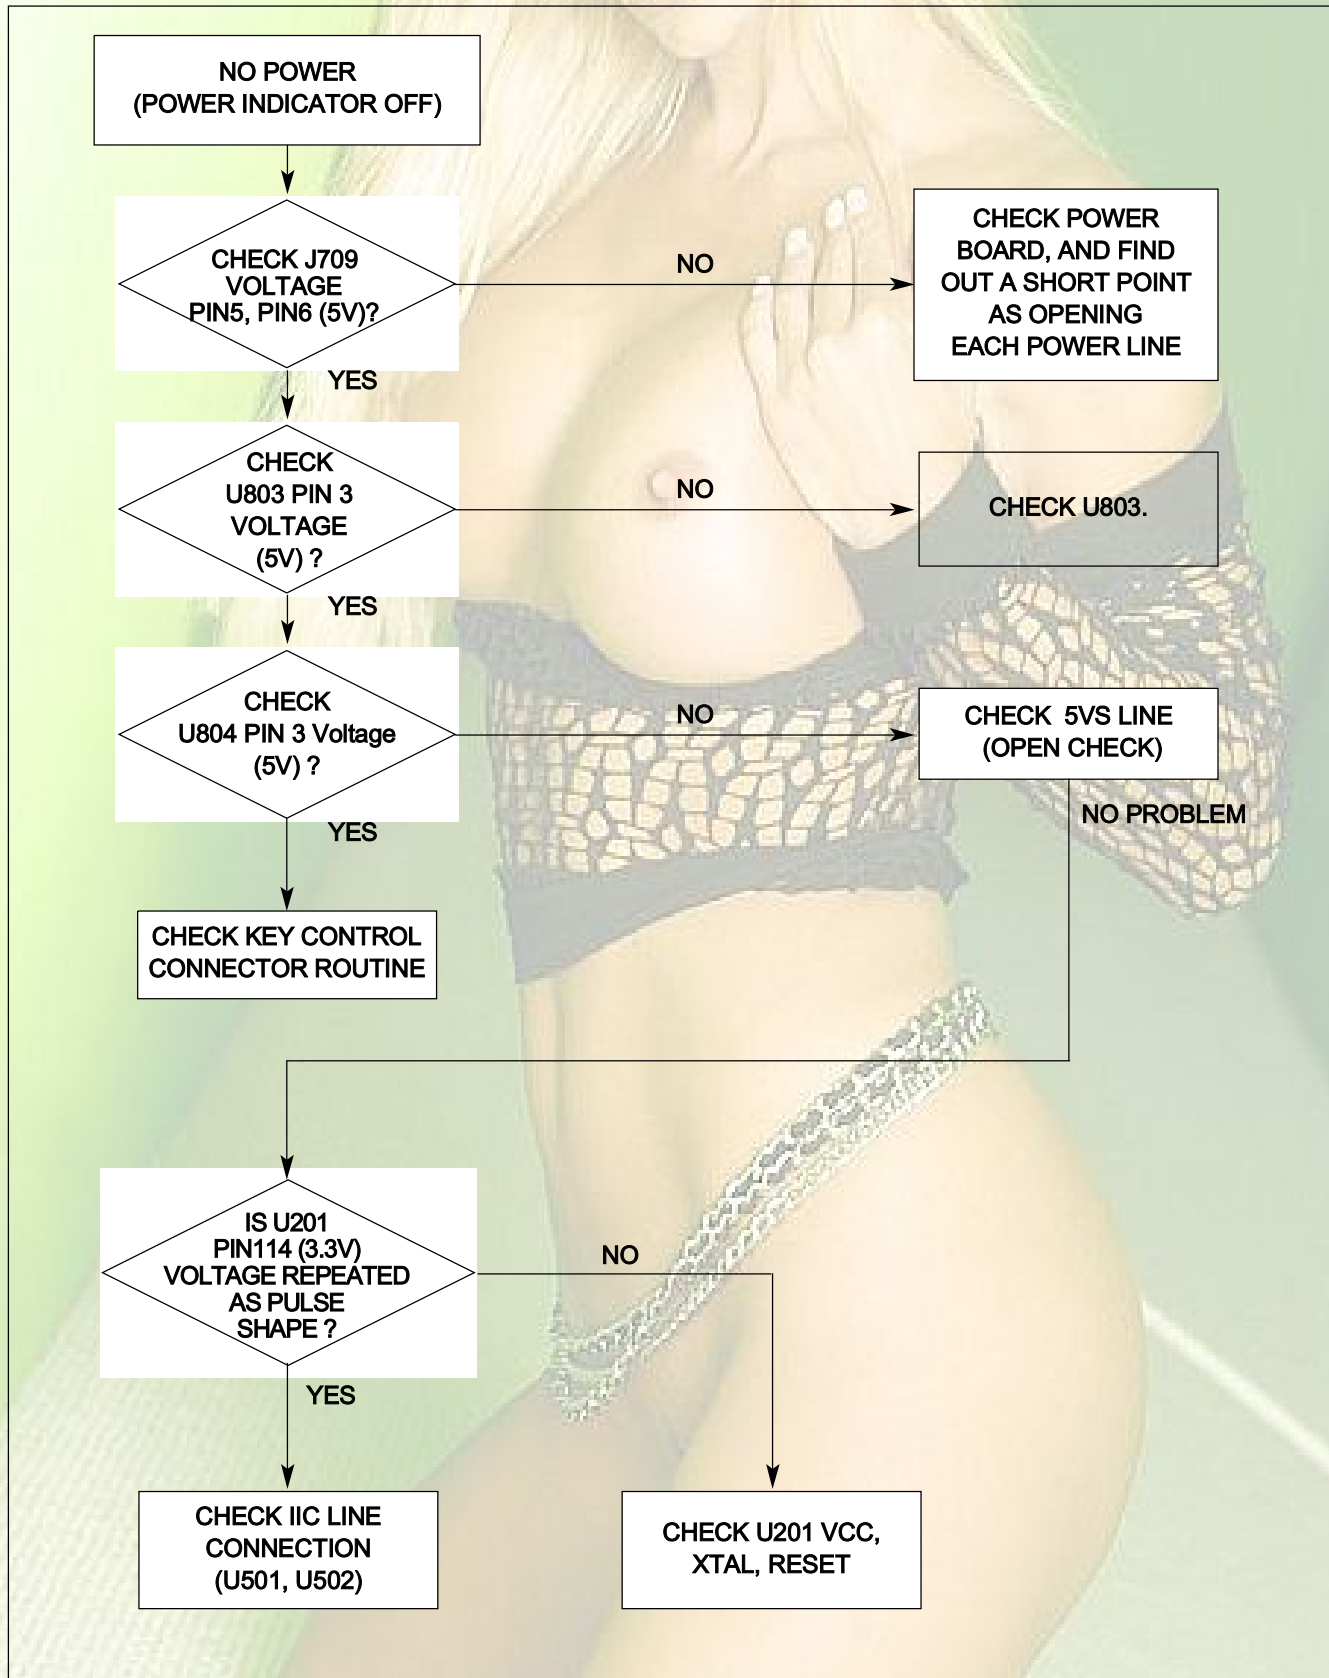 NO POWER
(POWER INDICATOR OFF)
CHECK J709
VOLTAGE
PIN5, PIN6 (5V)?
NO
CHECK POWER
BOARD, AND FIND
OUT A SHORT POINT
AS OPENING
EACH POWER LINE
YES
CHECK
U803 PIN 3
VOLTAGE
(5V) ?
NO
CHECK U803.
YES
CHECK
U804 PIN 3 Voltage
(5V) ?
NO
CHECK 5VS LINE
(OPEN CHECK)
NO PROBLEM
YES
CHECK KEY CONTROL
CONNECTOR ROUTINE
IS U201
PIN114 (3.3V)
VOLTAGE REPEATED
AS PULSE
SHAPE ?
NO
YES
CHECK IIC LINE
CONNECTION
(U501, U502)
CHECK U201 VCC,
XTAL, RESET